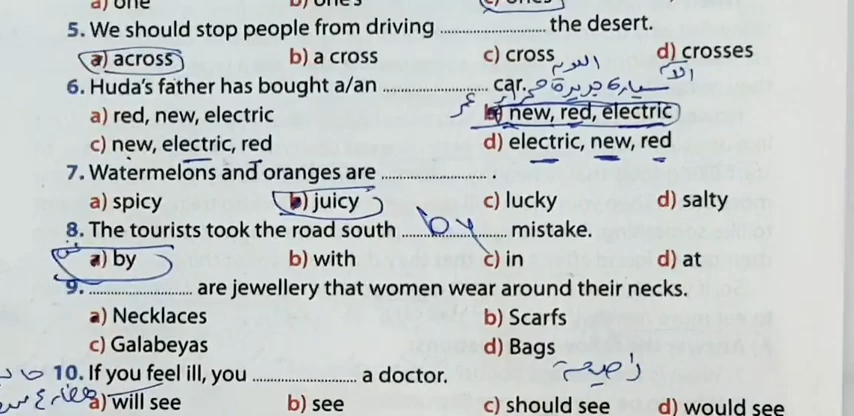 a) one b) one's c) ones
5. We should stop people from driving .................. the desert.
a) across b) a cross c) cross d) crosses
6. Huda's father has bought a/an .................. car.
a) red, new, electric b) new, red, electric
c) new, electric, red d) electric, new, red
7. Watermelons and oranges are .................. .
a) spicy b) juicy c) lucky d) salty
8. The tourists took the road south by .................. mistake.
a) by b) with c) in d) at
9. .................. are jewellery that women wear around their necks.
a) Necklaces b) Scarfs
c) Galabeyas d) Bags
10. If you feel ill, you .................. a doctor.
a) will see b) see c) should see d) would see